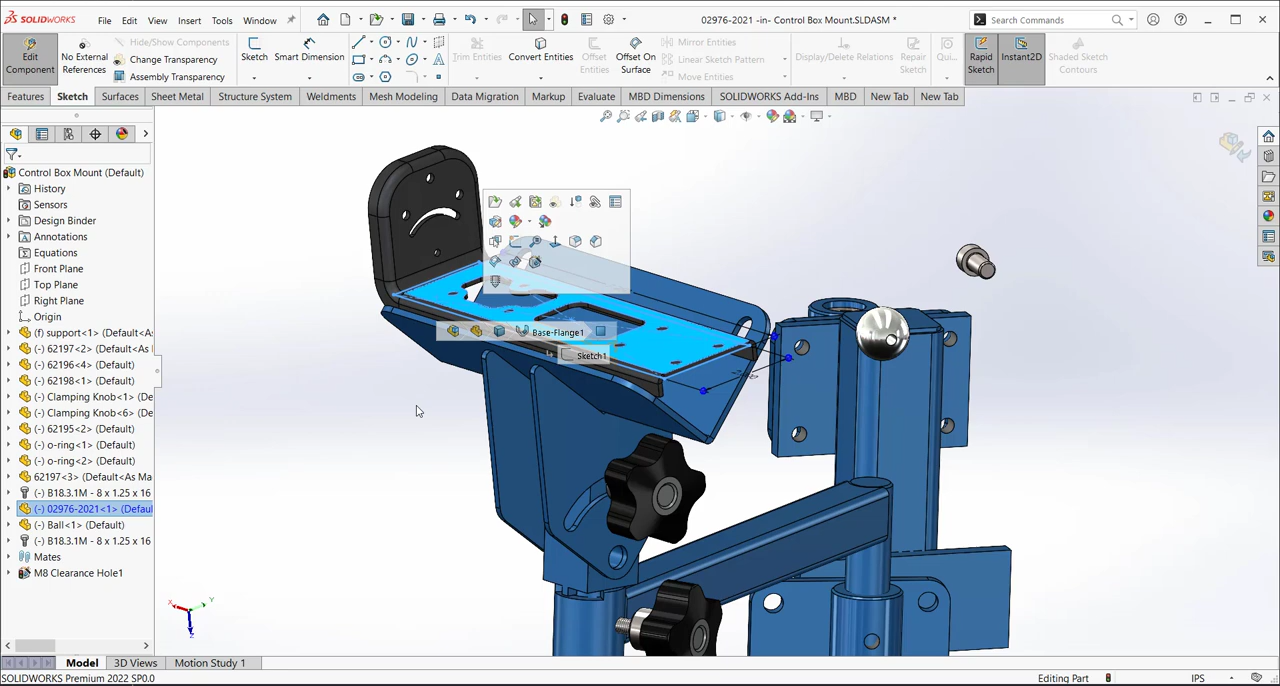 SOLIDWORKS
File
Edit
View
Insert
Tools
Window
02976-2021 -in- Control Box Mount.SLDASM *
Search Commands
Edit Component
No External References
Hide/Show Components
Change Transparency
Assembly Transparency
Sketch
Smart Dimension
Trim Entities
Convert Entities
Offset Entities
Offset On Surface
Mirror Entities
Linear Sketch Pattern
Move Entities
Display/Delete Relations
Repair Sketch
Qui...
Rapid Sketch
Instant2D
Shaded Sketch Contours
Features
Sketch
Surfaces
Sheet Metal
Structure System
Weldments
Mesh Modeling
Data Migration
Markup
Evaluate
MBD Dimensions
SOLIDWORKS Add-Ins
MBD
New Tab
New Tab
Control Box Mount (Default)
History
Sensors
Design Binder
Annotations
Equations
Front Plane
Top Plane
Right Plane
Origin
(f) support<1> (Default<As
(-) 62197<2> (Default<As
(-) 62196<4> (Default)
(-) 62198<1> (Default)
(-) Clamping Knob<1> (De
(-) Clamping Knob<6> (De
(-) 62195<2> (Default)
(-) o-ring<1> (Default)
(-) o-ring<2> (Default)
62197<3> (Default<As Ma
(-) B18.3.1M - 8 x 1.25 x 16
(-) 02976-2021<1> (Defaul
(-) Ball<1> (Default)
(-) B18.3.1M - 8 x 1.25 x 16
Mates
M8 Clearance Hole1
Base-Flange1
Sketch1
X
Y
Z
Model
3D Views
Motion Study 1
SOLIDWORKS Premium 2022 SP0.0
Editing Part
IPS